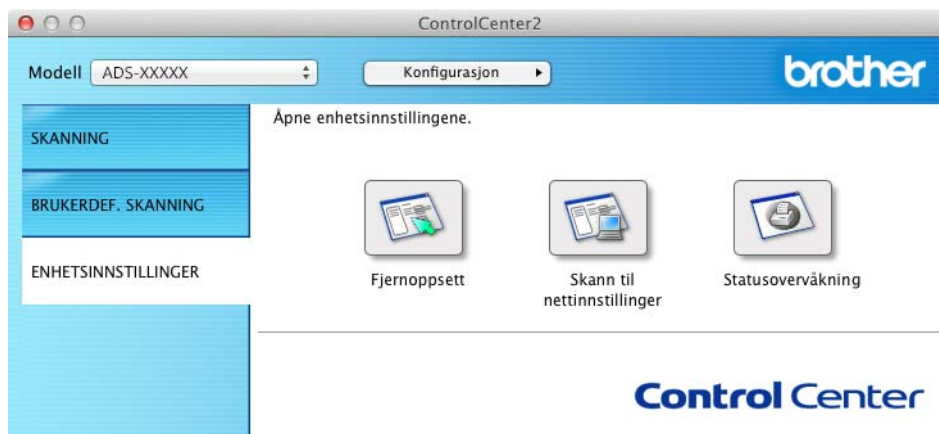 ControlCenter2
Modell ADS-XXXXX Konfigurasjon brother
SKANNING
BRUKERDEF. SKANNING
ENHETSINNSTILLINGER
Åpne enhetsinnstillingene.
Fjernoppsett
Skann til
nettinnstillinger
Statusovervåkning
Control Center